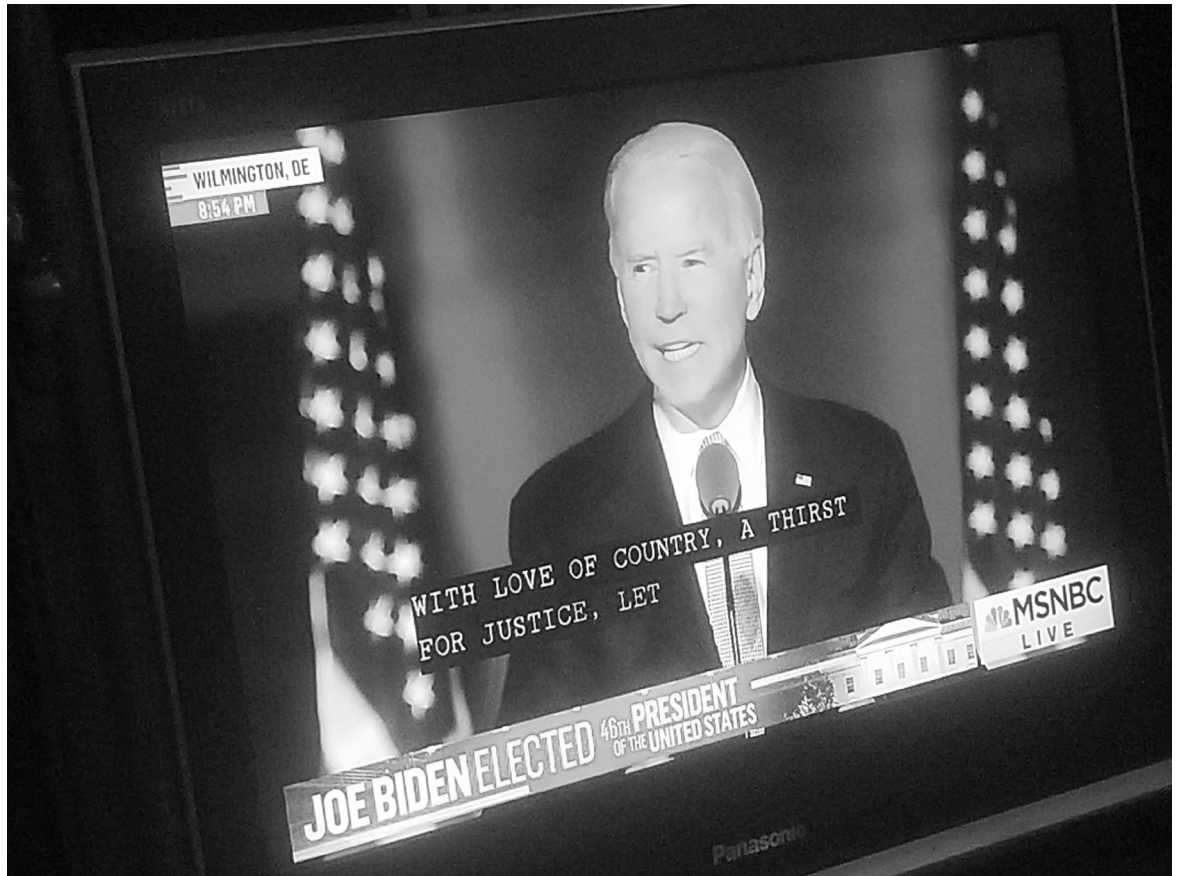 WILMINGTON, DE
8:54 PM
WITH LOVE OF COUNTRY, A THIRST
FOR JUSTICE, LET
MSNBC
LIVE
JOE BIDEN ELECTED 46TH PRESIDENT
OF THE UNITED STATES
Panasonic